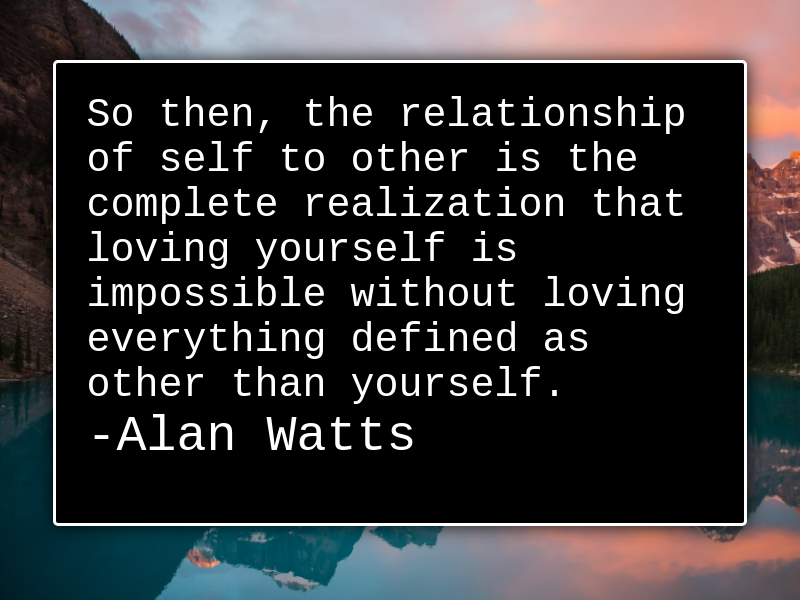 So then, the relationship
of self to other is the
complete realization that
loving yourself is
impossible without loving
everything defined as
other than yourself.
-Alan Watts